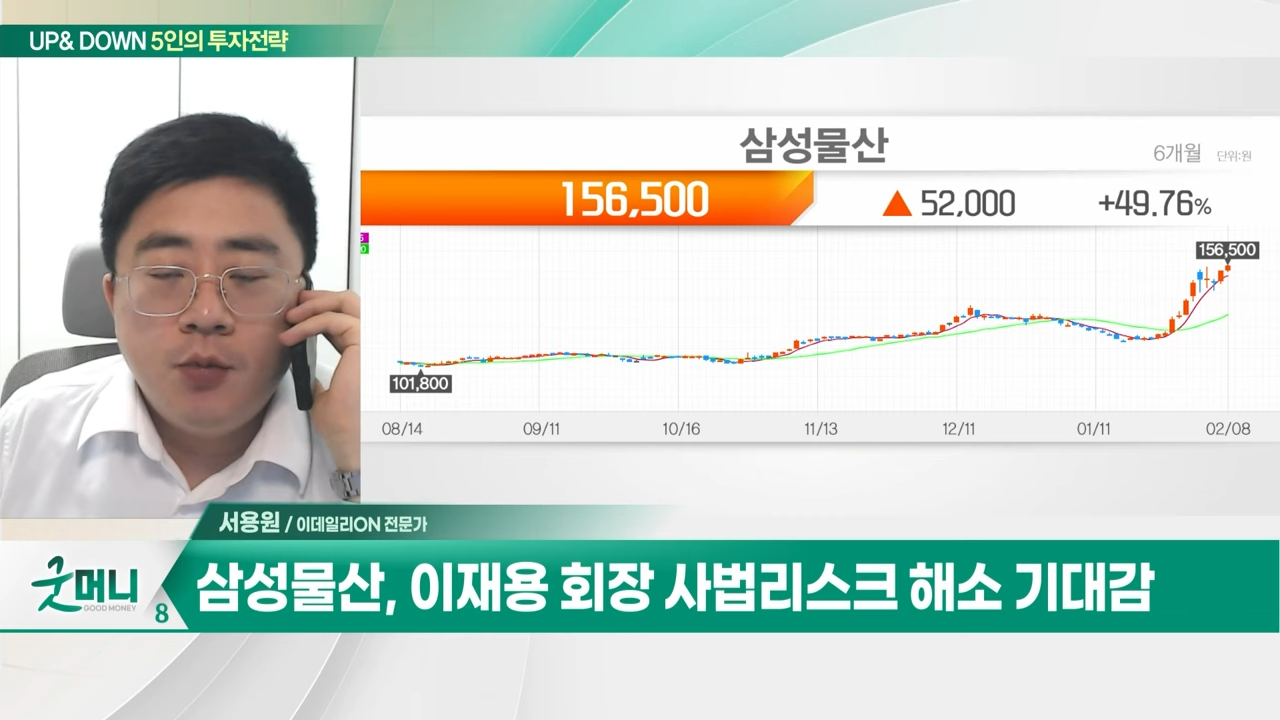 UP& DOWN 5인의 투자전략
삼성물산
6개월 단위:원
156,500 ▲ 52,000 +49.76%
156,500
101,800
08/14 09/11 10/16 11/13 12/11 01/11 02/08
서용원 / 이데일리ON 전문가
굿머니
GOOD MONEY
8
삼성물산, 이재용 회장 사법리스크 해소 기대감